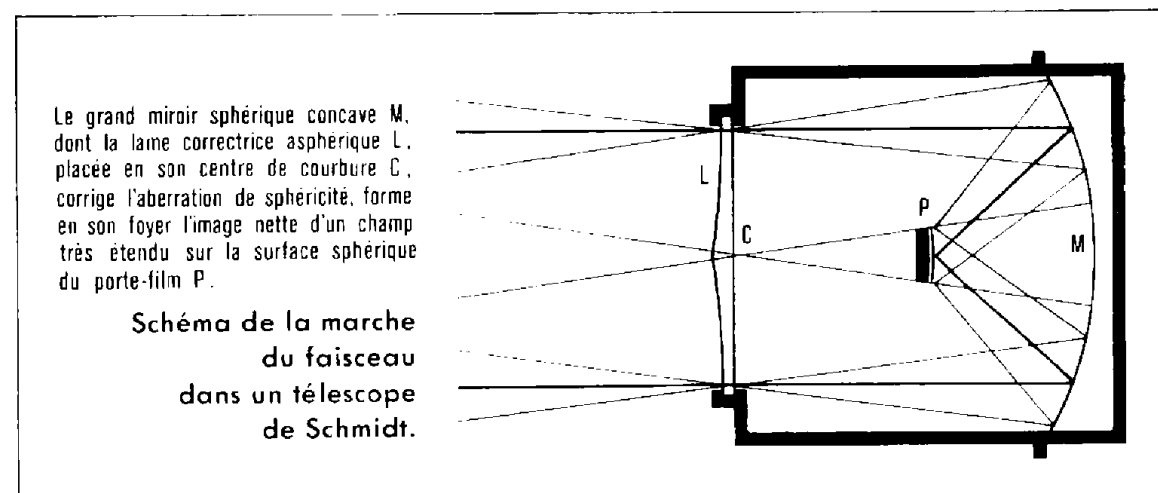 Le grand miroir sphérique concave M,
dont la lame correctrice asphérique L,
placée en son centre de courbure C,
corrige l'aberration de sphéricité, forme
en son foyer l'image nette d'un champ
très étendu sur la surface sphérique
du porte-film P.
Schéma de la marche
du faisceau
dans un télescope
de Schmidt.
L
C
P
M